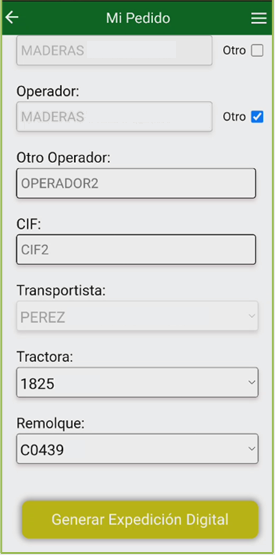 Mi Pedido
MADERAS Otro
Operador:
MADERAS Otro
Otro Operador:
OPERADOR2
CIF:
CIF2
Transportista:
PEREZ
Tractora:
1825
Remolque:
C0439
Generar Expedición Digital